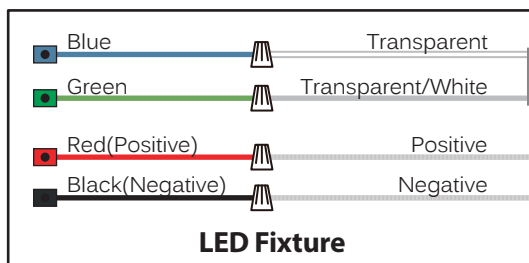 Blue Transparent
Green Transparent/White
Red(Positive) Positive
Black(Negative) Negative
LED Fixture